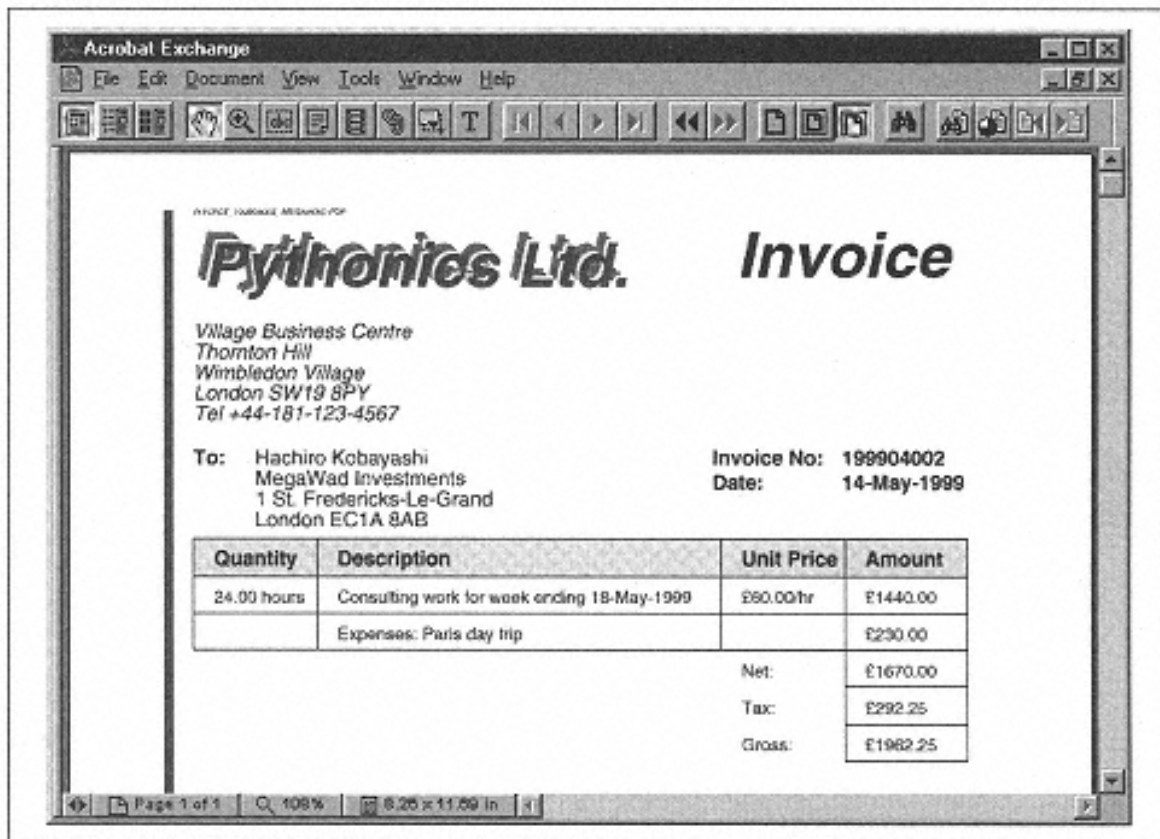 Acrobat Exchange
File Edit Document View Tools Window Help
Pythonics Ltd.
Invoice
Village Business Centre
Thornton Hill
Wimbledon Village
London SW19 8PY
Tel +44-181-123-4567
To: Hachiro Kobayashi
MegaWad Investments
1 St. Fredericks-Le-Grand
London EC1A 8AB
Invoice No: 199904002
Date: 14-May-1999
Quantity Description Unit Price Amount
24.00 hours Consulting work for week ending 18-May-1999 £60.00/hr £1440.00
Expenses: Paris day trip £230.00
Net: £1670.00
Tax: £292.25
Gross: £1962.25
Page 1 of 1 109% 8.26 x 11.69 in